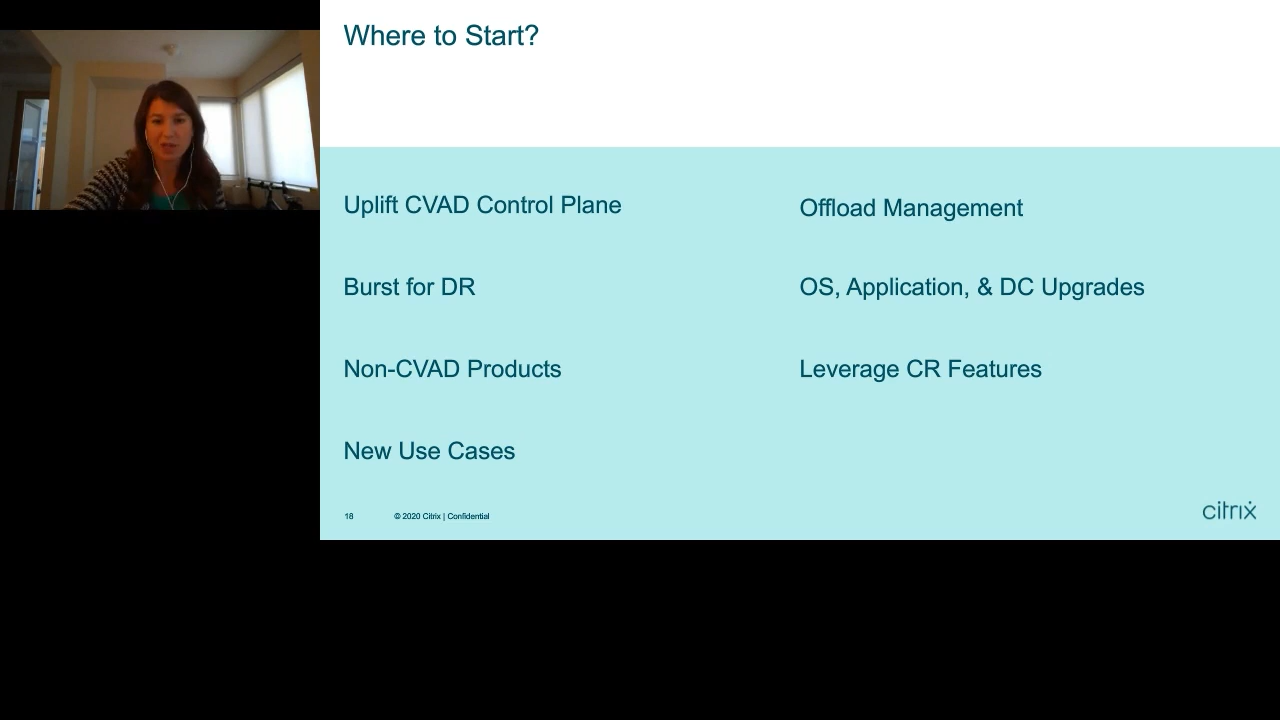 Where to Start?
Uplift CVAD Control Plane
Offload Management
Burst for DR
OS, Application, & DC Upgrades
Non-CVAD Products
Leverage CR Features
New Use Cases
18
© 2020 Citrix | Confidential
citrix